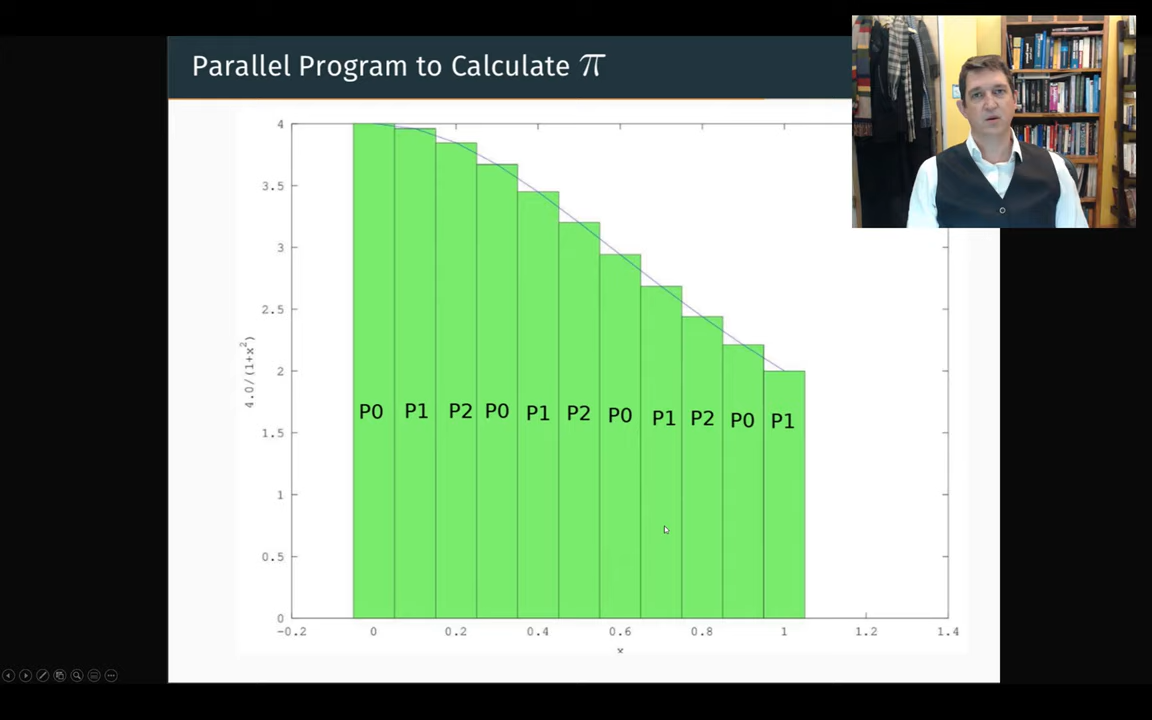 Parallel Program to Calculate π
4
3.5
3
2.5
2
1.5
1
0.5
0
4.0/(1+x²)
P0 P1 P2 P0 P1 P2 P0 P1 P2 P0 P1
-0.2 0 0.2 0.4 0.6 0.8 1 1.2 1.4
x